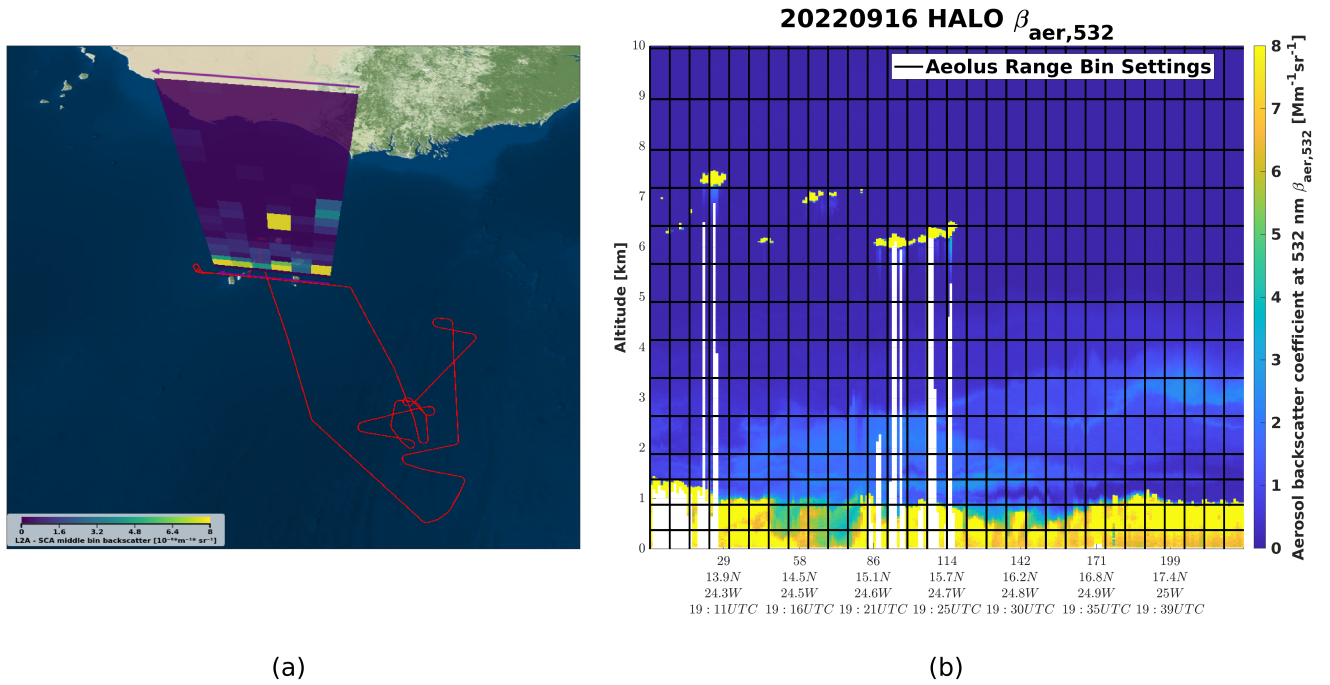 20220916 HALO β aer,532
Aeolus Range Bin Settings
Altitude [km]
10
9
8
7
6
5
4
3
2
1
0
29 58 86 114 142 171 199
13.9N 14.5N 15.1N 15.7N 16.2N 16.8N 17.4N
24.3W 24.5W 24.6W 24.7W 24.8W 24.9W 25W
19 : 11UTC 19 : 16UTC 19 : 21UTC 19 : 25UTC 19 : 30UTC 19 : 35UTC 19 : 39UTC
8
7
6
5
4
3
2
1
0
Aerosol backscatter coefficient at 532 nm β aer,532 [Mm⁻¹sr⁻¹]
0 1.6 3.2 4.8 6.4 8
L2A - SCA middle bin backscatter [10⁻⁶*m⁻¹* sr⁻¹]
(a)
(b)